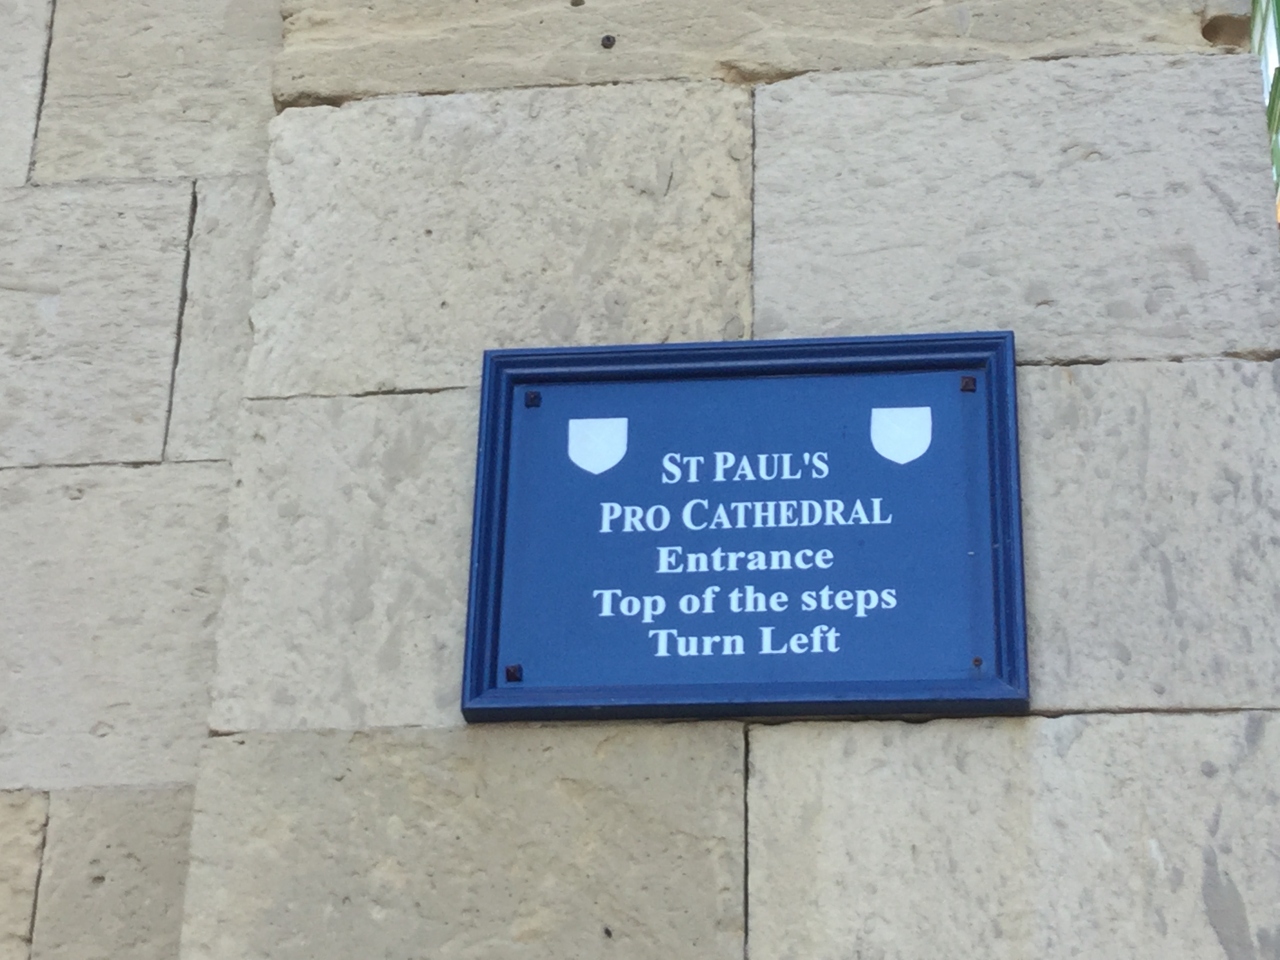 ST PAUL'S
PRO CATHEDRAL
Entrance
Top of the steps
Turn Left